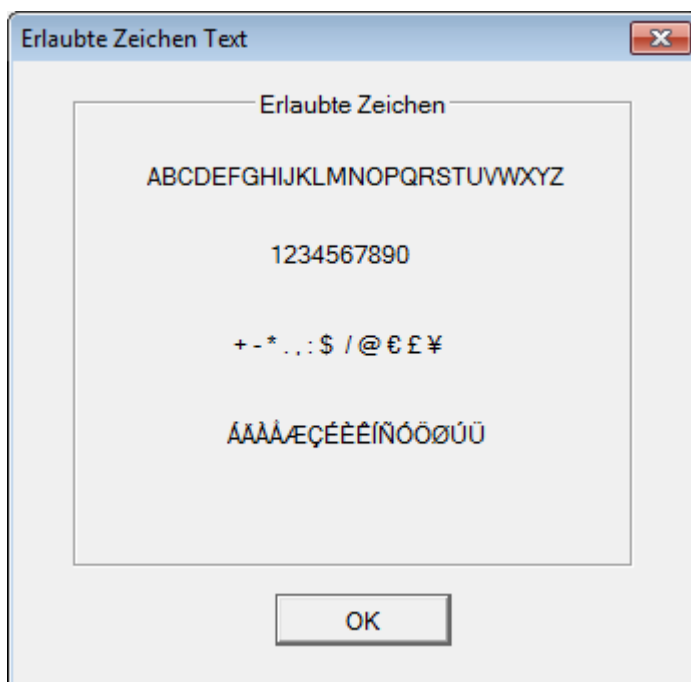 Erlaubte Zeichen Text
Erlaubte Zeichen
ABCDEFGHIJKLMNOPQRSTUVWXYZ
1234567890
+ - * . , : $ / @ € £ ¥
ÁÄÀÅÆÇÉÈÊÍÑÓÖØÚÜ
OK